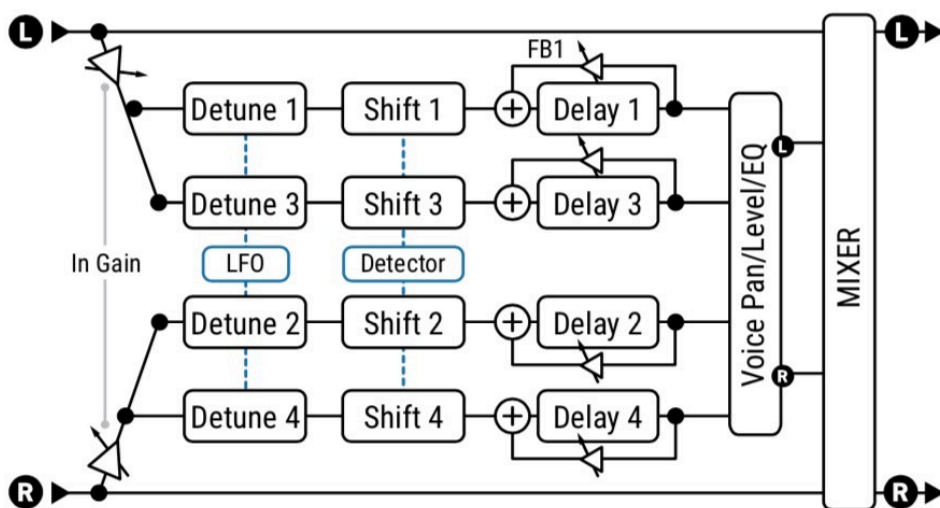 L
L
FB1
Detune 1
Shift 1
Delay 1
Detune 3
Shift 3
Delay 3
L
In Gain
LFO
Detector
Voice Pan/Level/EQ
MIXER
Detune 2
Shift 2
Delay 2
R
Detune 4
Shift 4
Delay 4
R
R